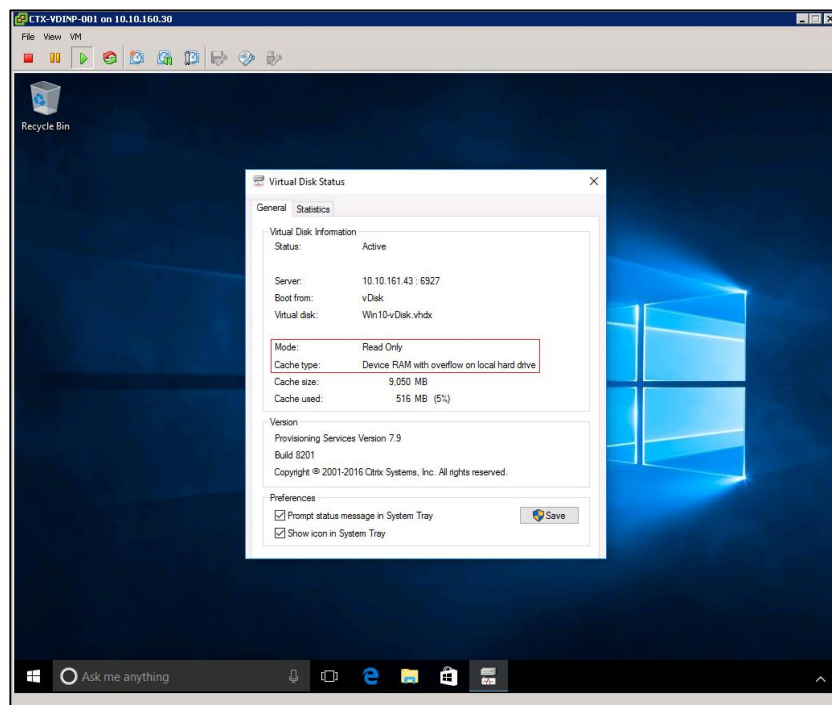 CTX-VDINP-001 on 10.10.160.30
File View VM
Recycle Bin
Virtual Disk Status
General Statistics
Virtual Disk Information
Status: Active
Server: 10.10.161.43 : 6927
Boot from: vDisk
Virtual disk: Win10-vDisk.vhdx
Mode: Read Only
Cache type: Device RAM with overflow on local hard drive
Cache size: 9,050 MB
Cache used: 516 MB (5%)
Version
Provisioning Services Version 7.9
Build 8201
Copyright © 2001-2016 Citrix Systems, Inc. All rights reserved.
Preferences
Prompt status message in System Tray
Save
Show icon in System Tray
Ask me anything